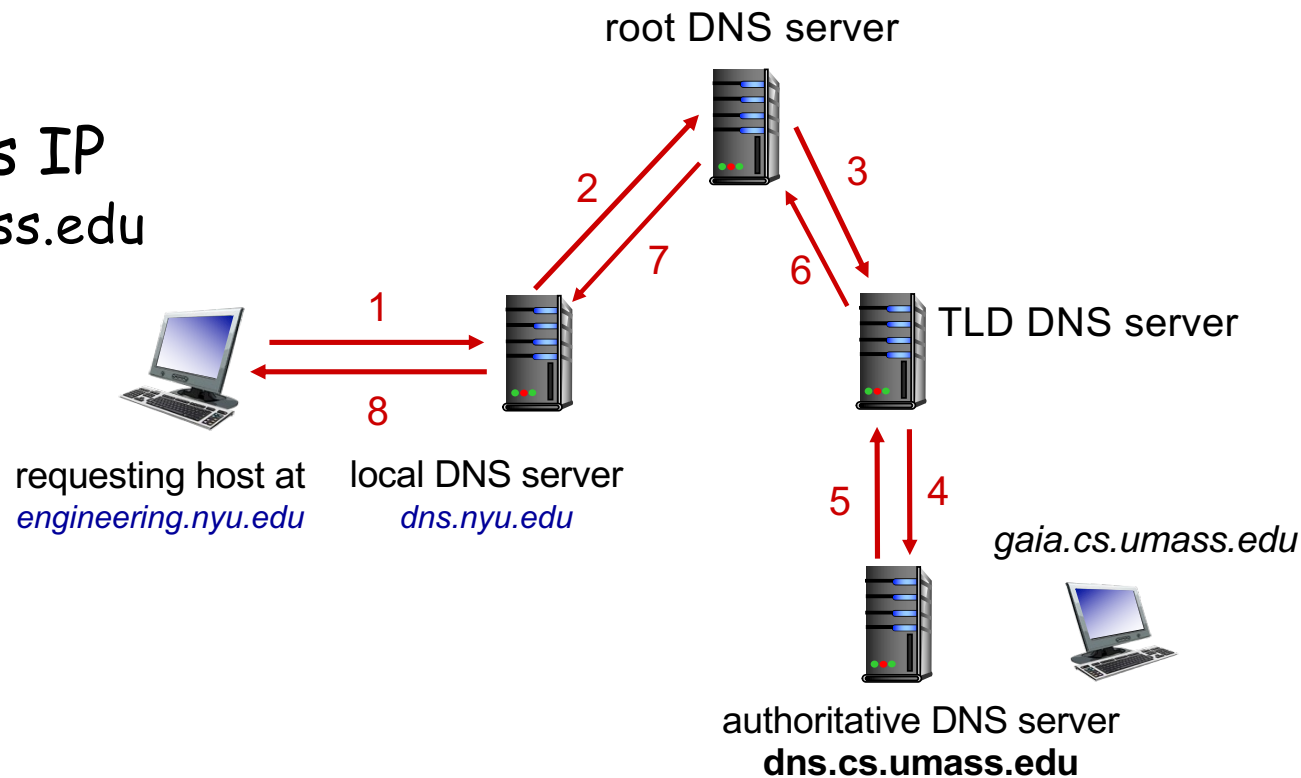 root DNS server
s IP
ss.edu
2
3
7
6
1
TLD DNS server
8
requesting host at
engineering.nyu.edu
local DNS server
dns.nyu.edu
5
4
gaia.cs.umass.edu
authoritative DNS server
dns.cs.umass.edu